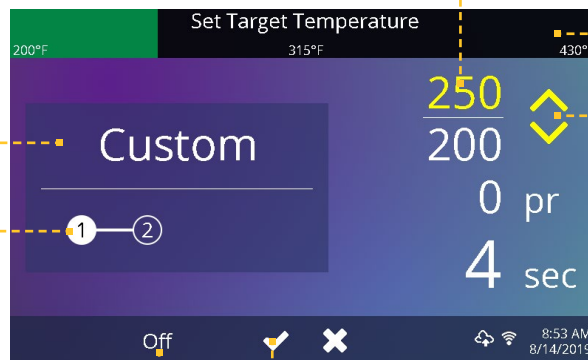 Set Target Temperature
200°F 315°F 430°
Custom
1 2
250
200
0 pr
4 sec
Off
8:53 AM
8/14/2019